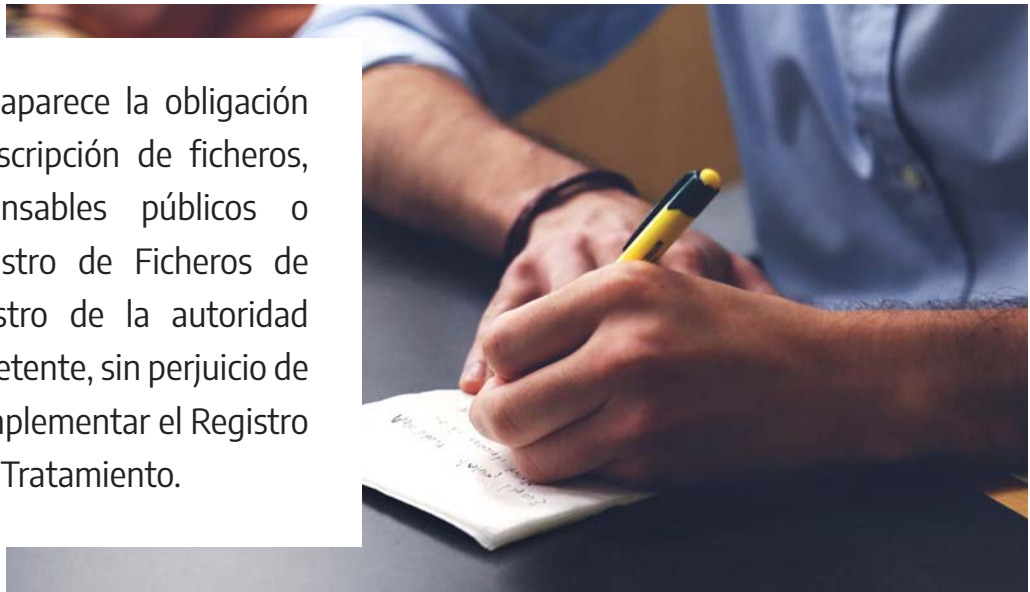 aparece la obligación
scripción de ficheros,
nsables públicos o
stro de Ficheros de
stro de la autoridad
etente, sin perjuicio de
nplementar el Registro
Tratamiento.